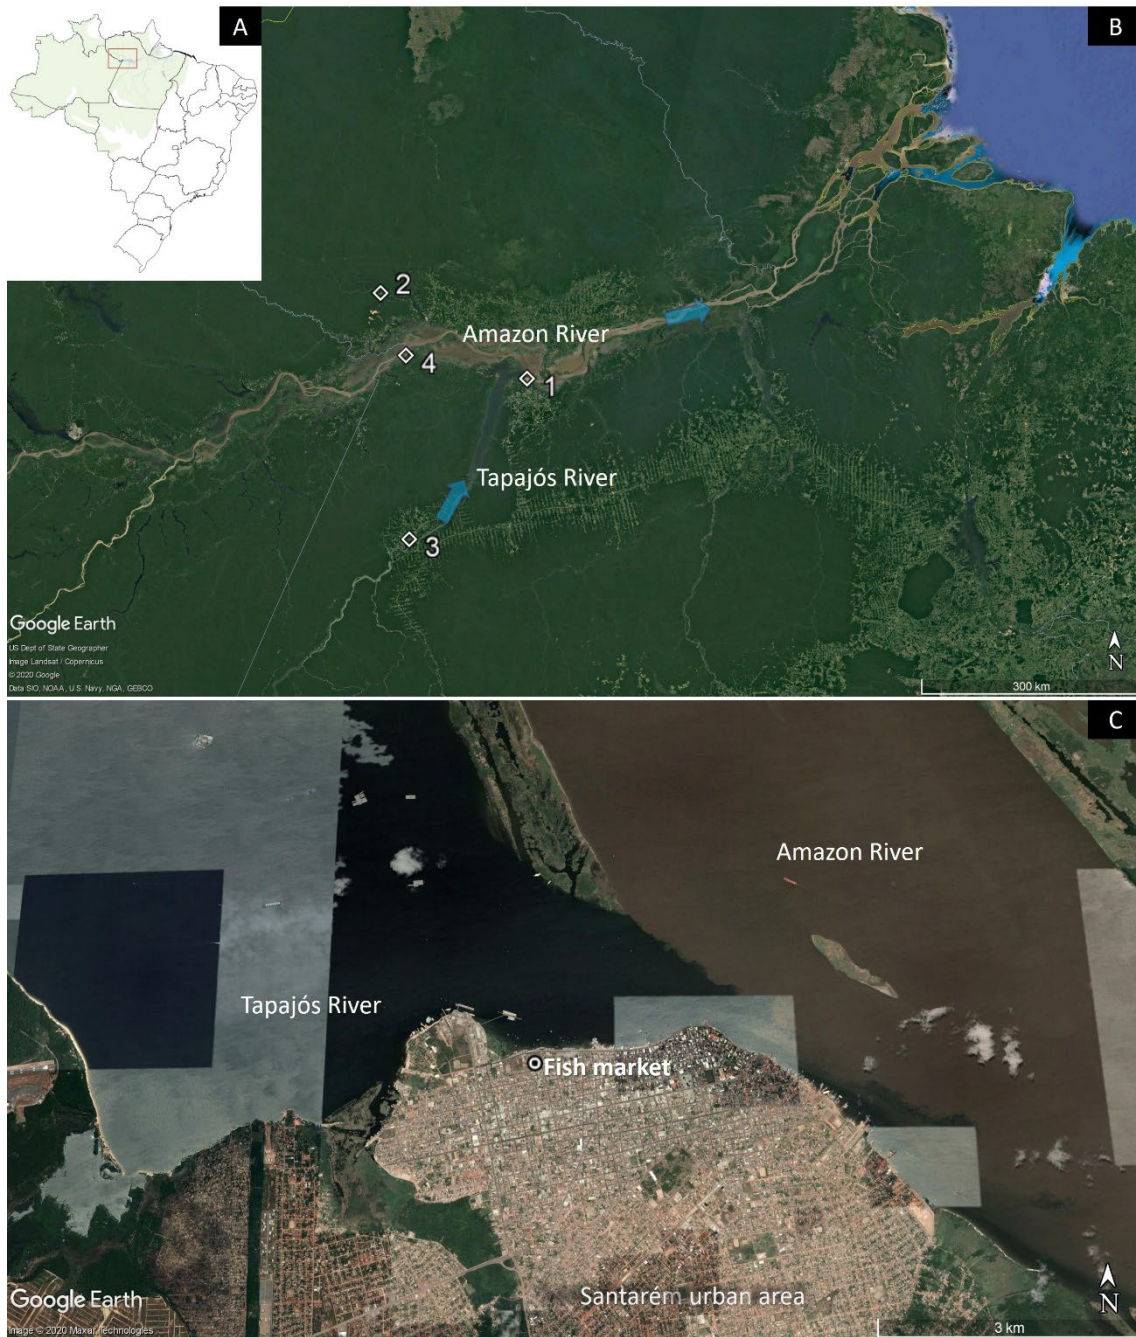 A
B
2
Amazon River
4
1
Tapajós River
3
Google Earth
US Dept of State Geographer
Image Landsat / Copernicus
© 2020 Google
Data SIO, NOAA, U.S. Navy, NGA, GEBCO
N
300 km
C
Amazon River
Tapajós River
Fish market
Santarém urban area
Google Earth
Image © 2020 Maxar Technologies
N
3 km